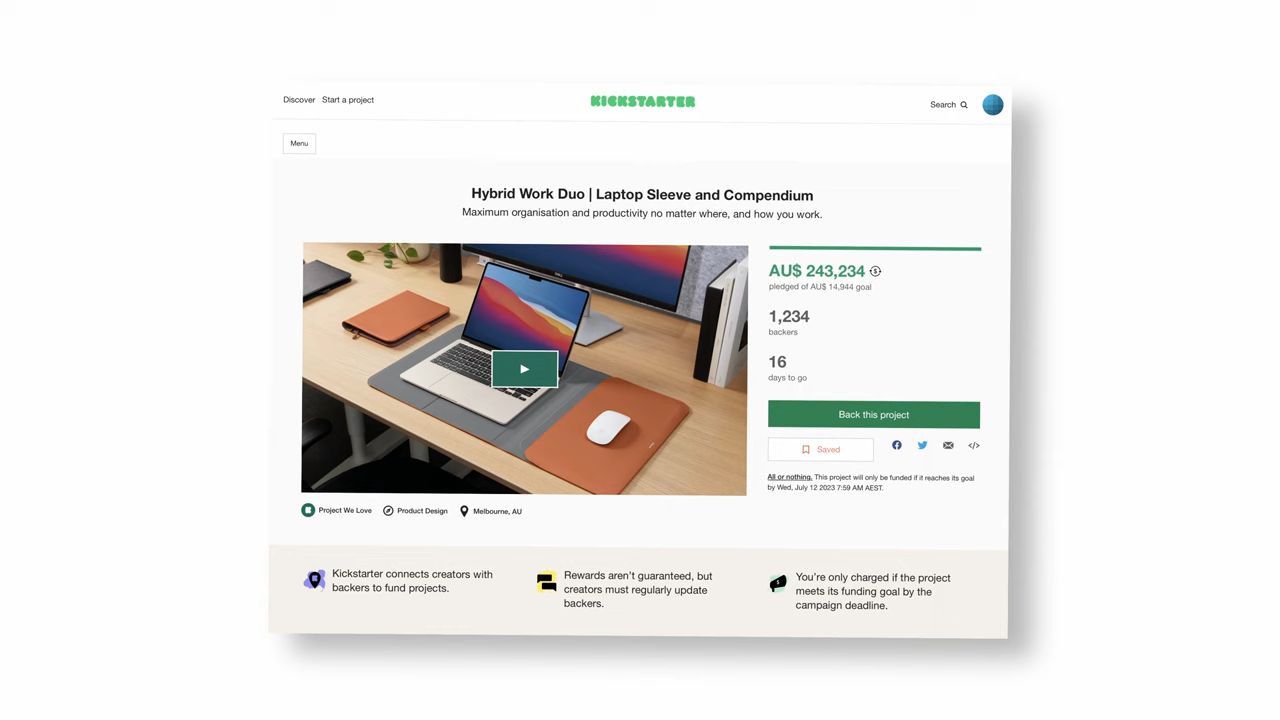 Discover Start a project
KICKSTARTER
Search
Menu
Hybrid Work Duo | Laptop Sleeve and Compendium
Maximum organisation and productivity no matter where, and how you work.
AU$ 243,234
pledged of AU$ 14,944 goal
1,234
backers
16
days to go
Back this project
Saved
All or nothing. This project will only be funded if it reaches its goal
by Wed, July 12 2023 7:59 AM AEST.
Project We Love
Product Design
Melbourne, AU
Kickstarter connects creators with
backers to fund projects.
Rewards aren’t guaranteed, but
creators must regularly update
backers.
You’re only charged if the project
meets its funding goal by the
campaign deadline.